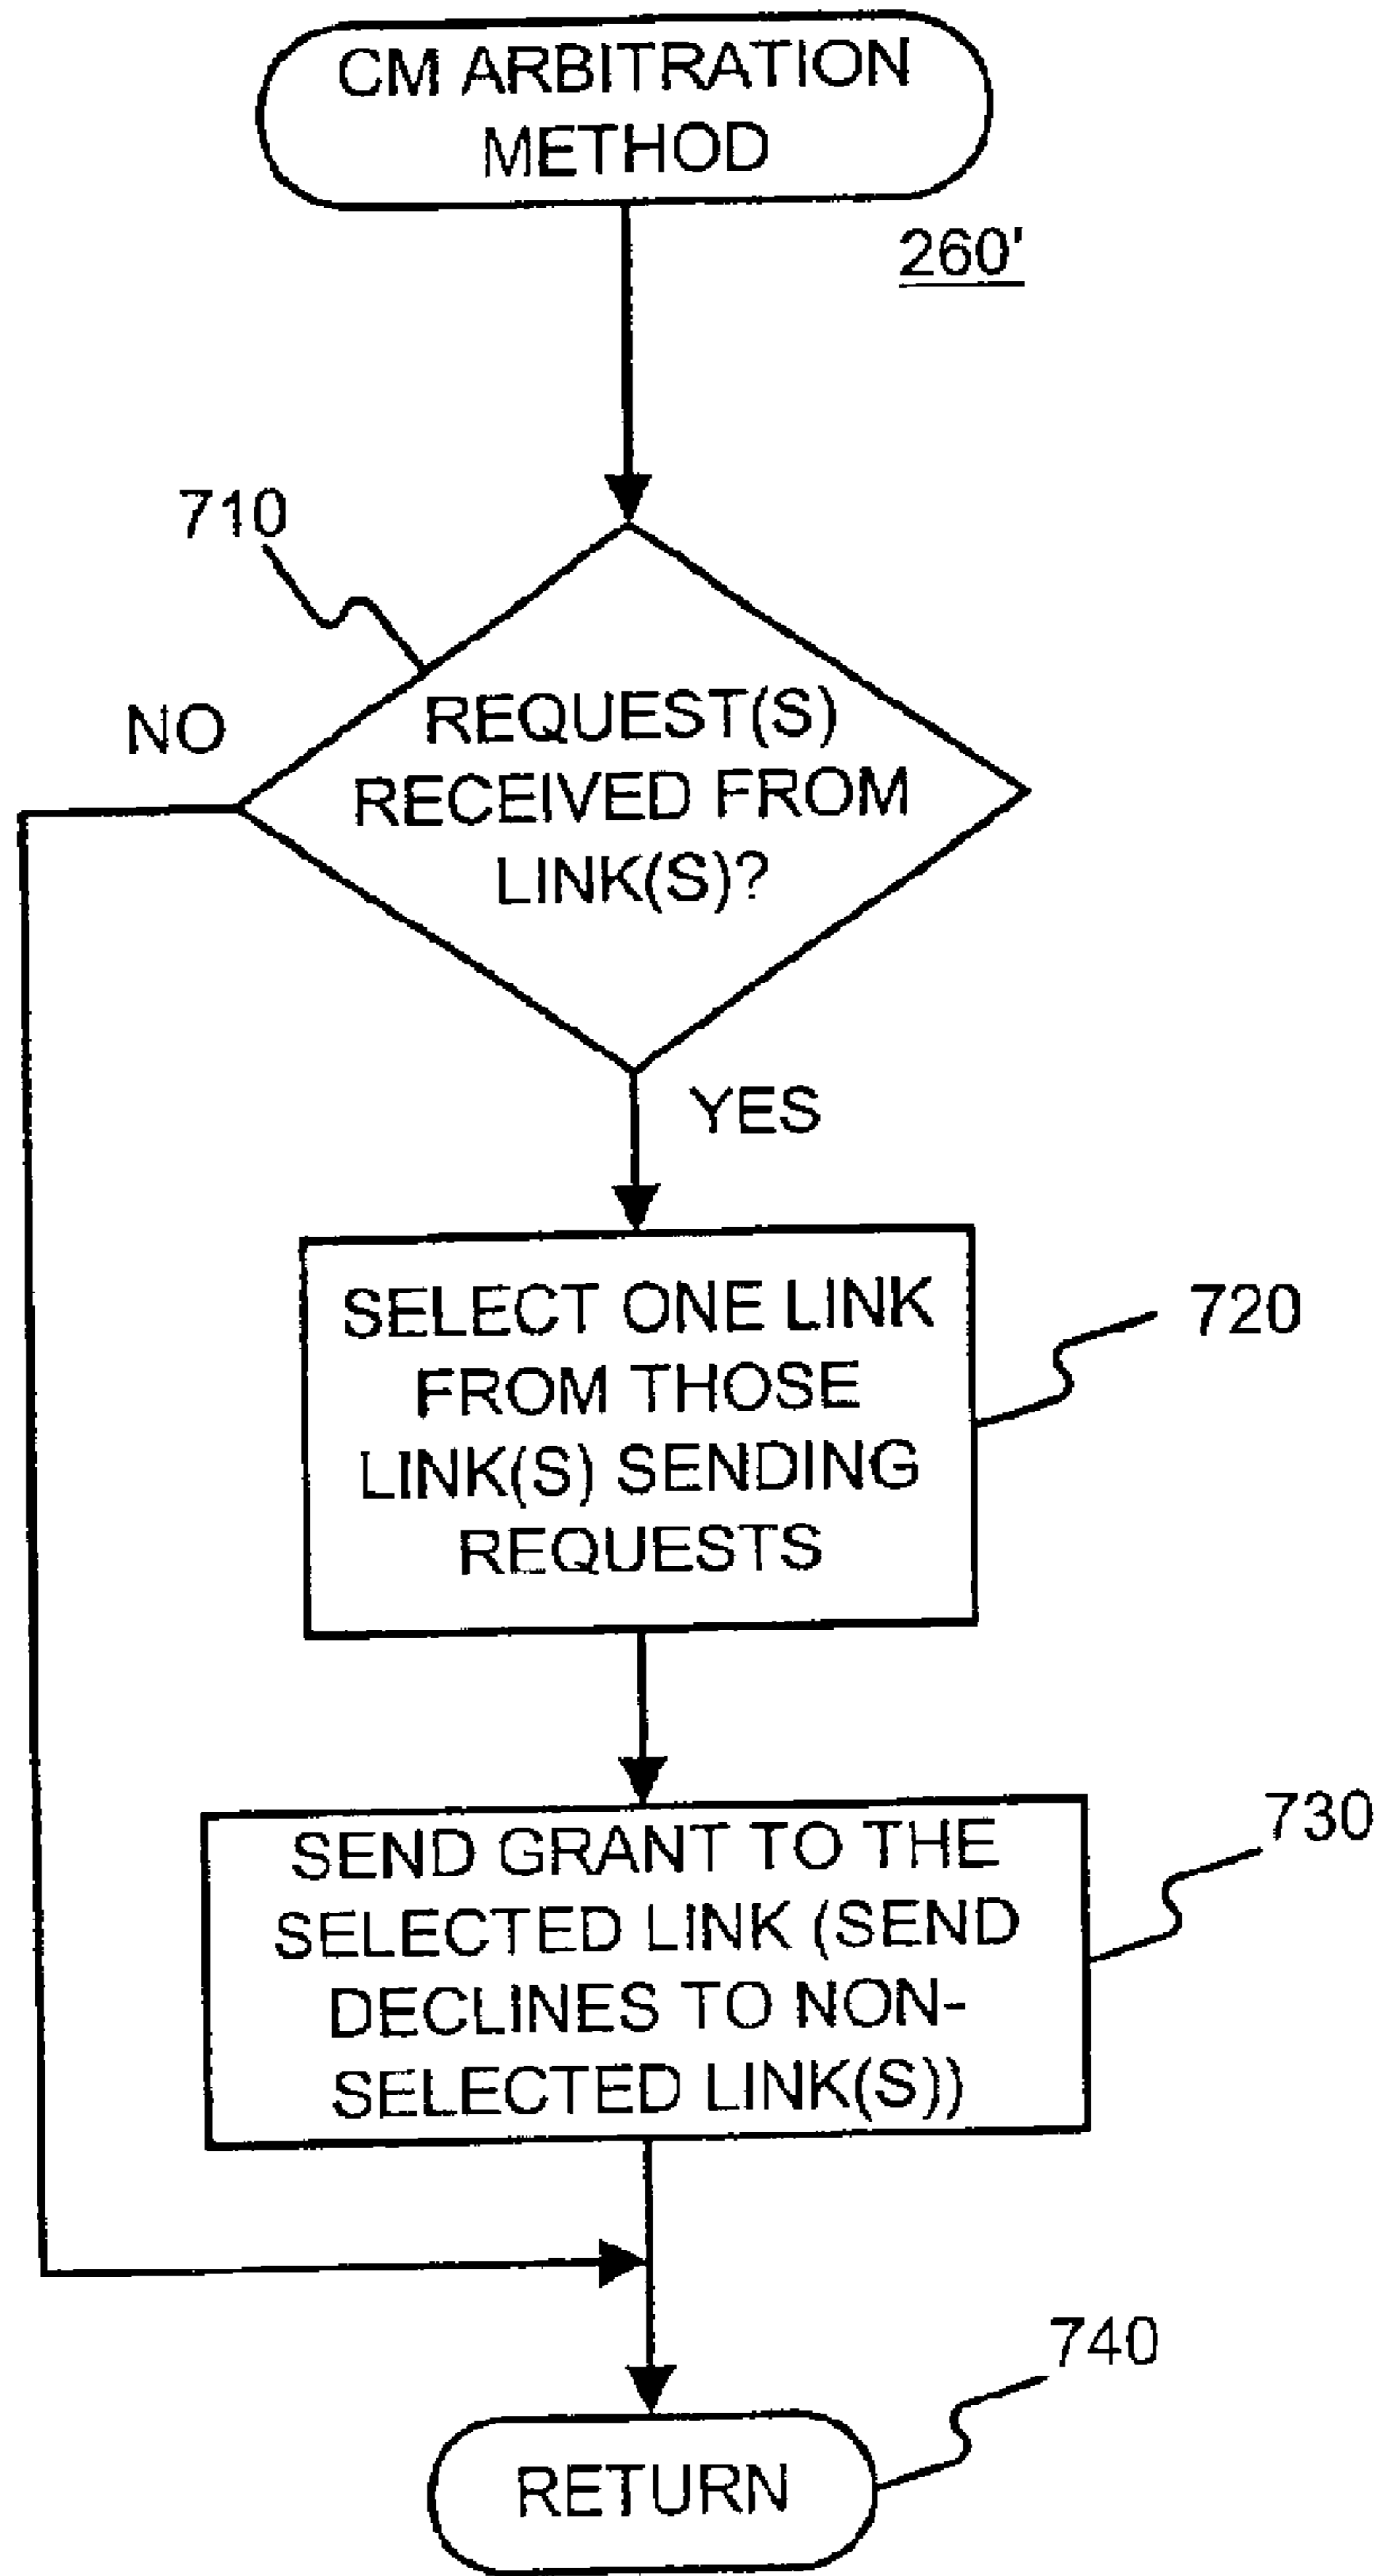 CM ARBITRATION
METHOD
260'
710
NO
REQUEST(S)
RECEIVED FROM
LINK(S)?
YES
SELECT ONE LINK
FROM THOSE
LINK(S) SENDING
REQUESTS
720
SEND GRANT TO THE
SELECTED LINK (SEND
DECLINES TO NON-
SELECTED LINK(S))
730
740
RETURN